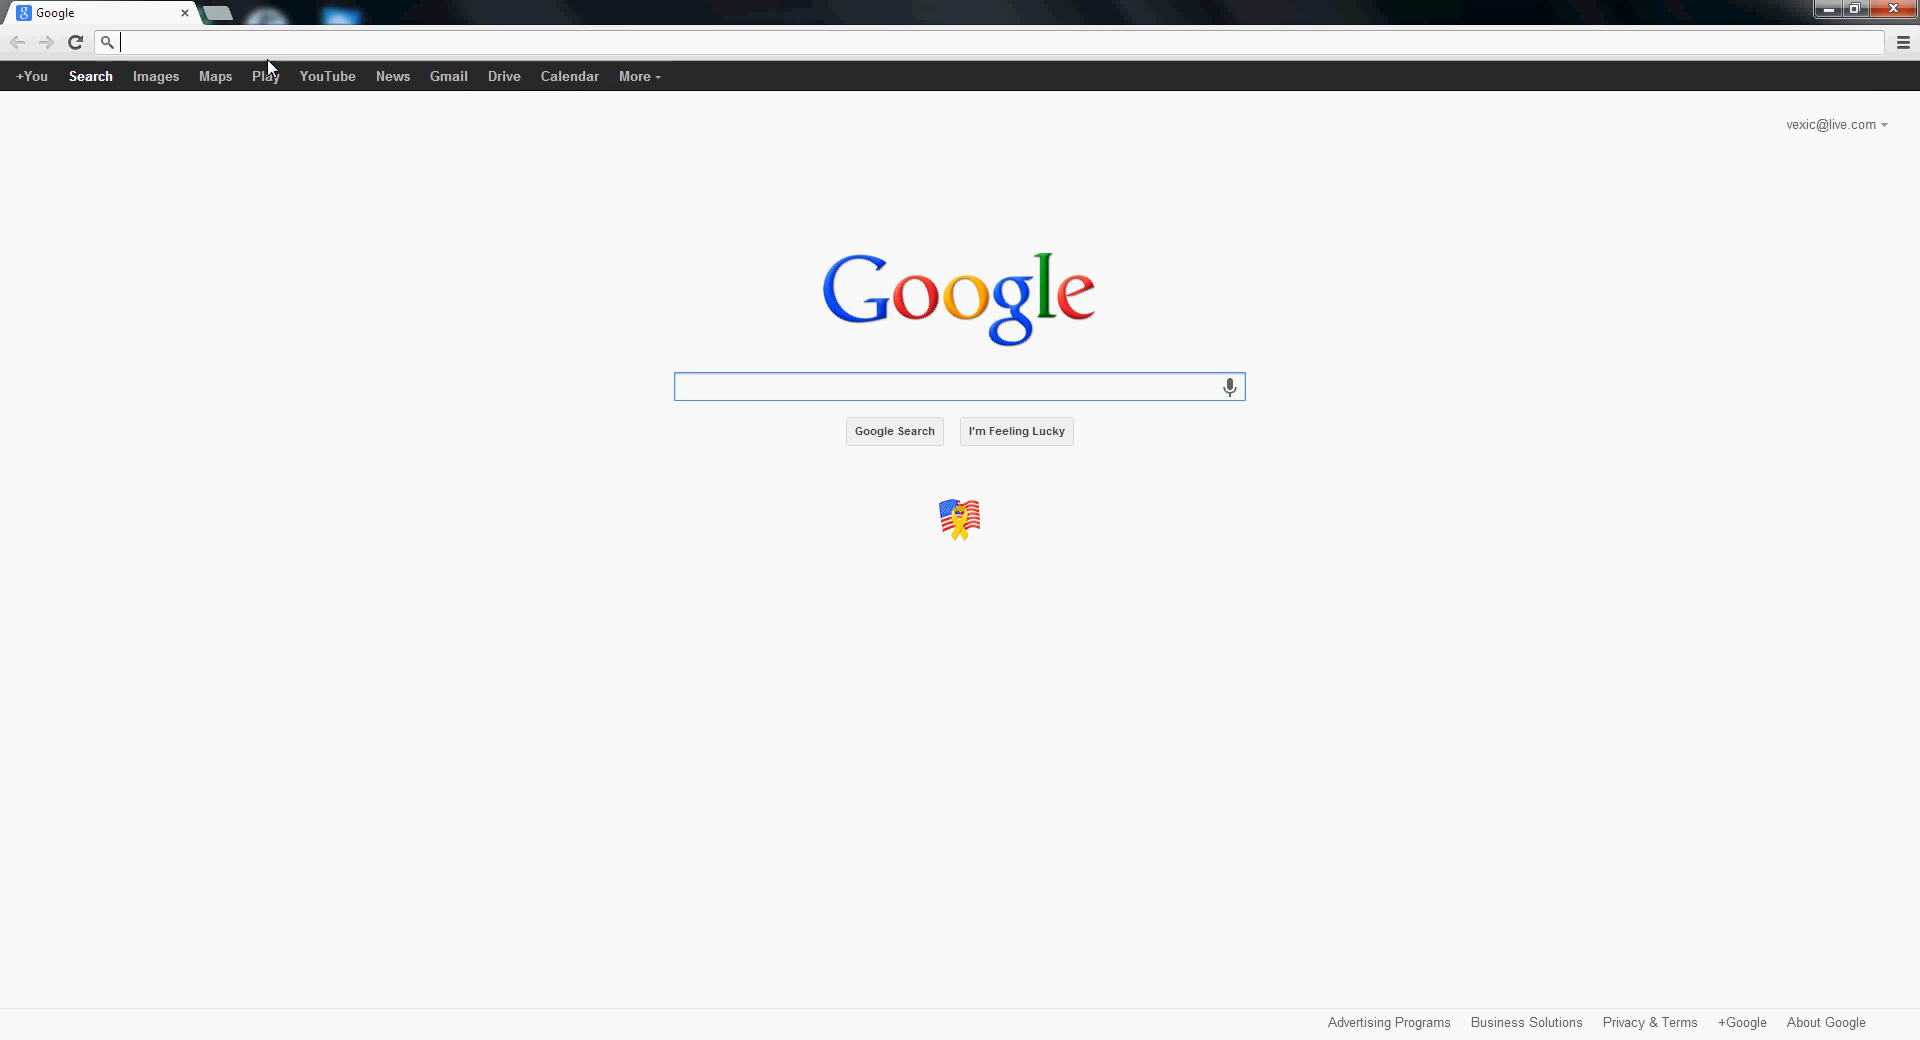 Google
+You Search Images Maps Play YouTube News Gmail Drive Calendar More
vexic@live.com
Google
Google Search I'm Feeling Lucky
Advertising Programs Business Solutions Privacy & Terms +Google About Google